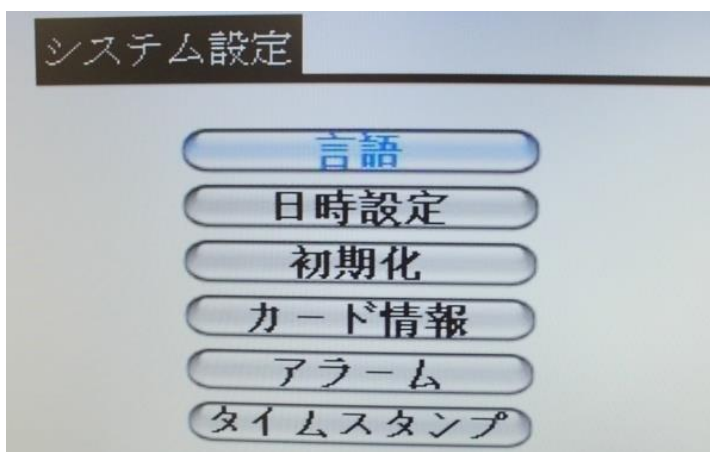 システム設定
言語
日時設定
初期化
カード情報
アラーム
タイムスタンプ